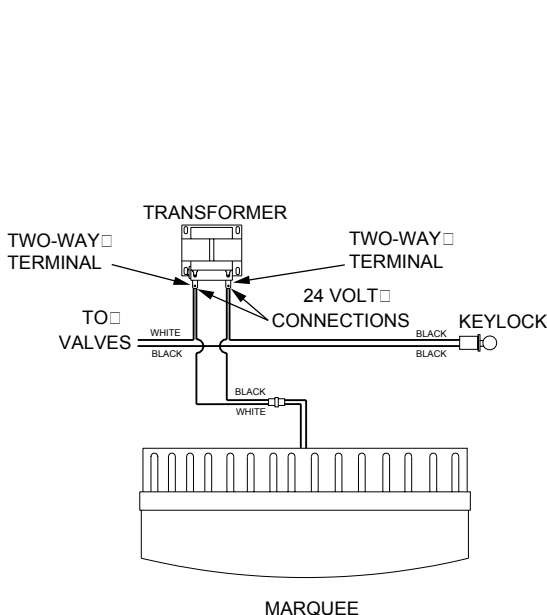 TRANSFORMER
TWO-WAY□
TERMINAL
TWO-WAY□
TERMINAL
24 VOLT□
CONNECTIONS
TO□
VALVES
WHITE
BLACK
BLACK
BLACK
KEYLOCK
BLACK
WHITE
MARQUEE